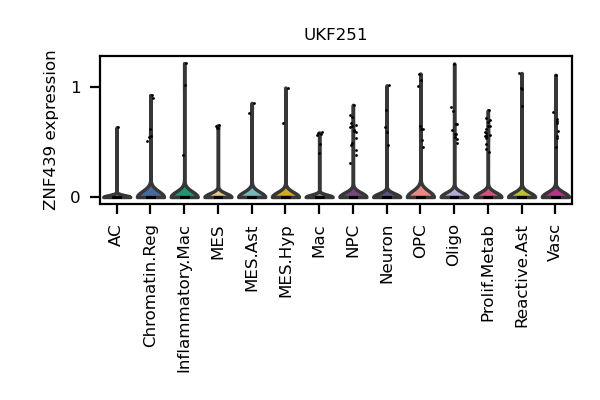 UKF251
ZNF439 expression
1
0
AC
Chromatin.Reg
Inflammatory.Mac
MES
MES.Ast
MES.Hyp
Mac
NPC
Neuron
OPC
Oligo
Prolif.Metab
Reactive.Ast
Vasc